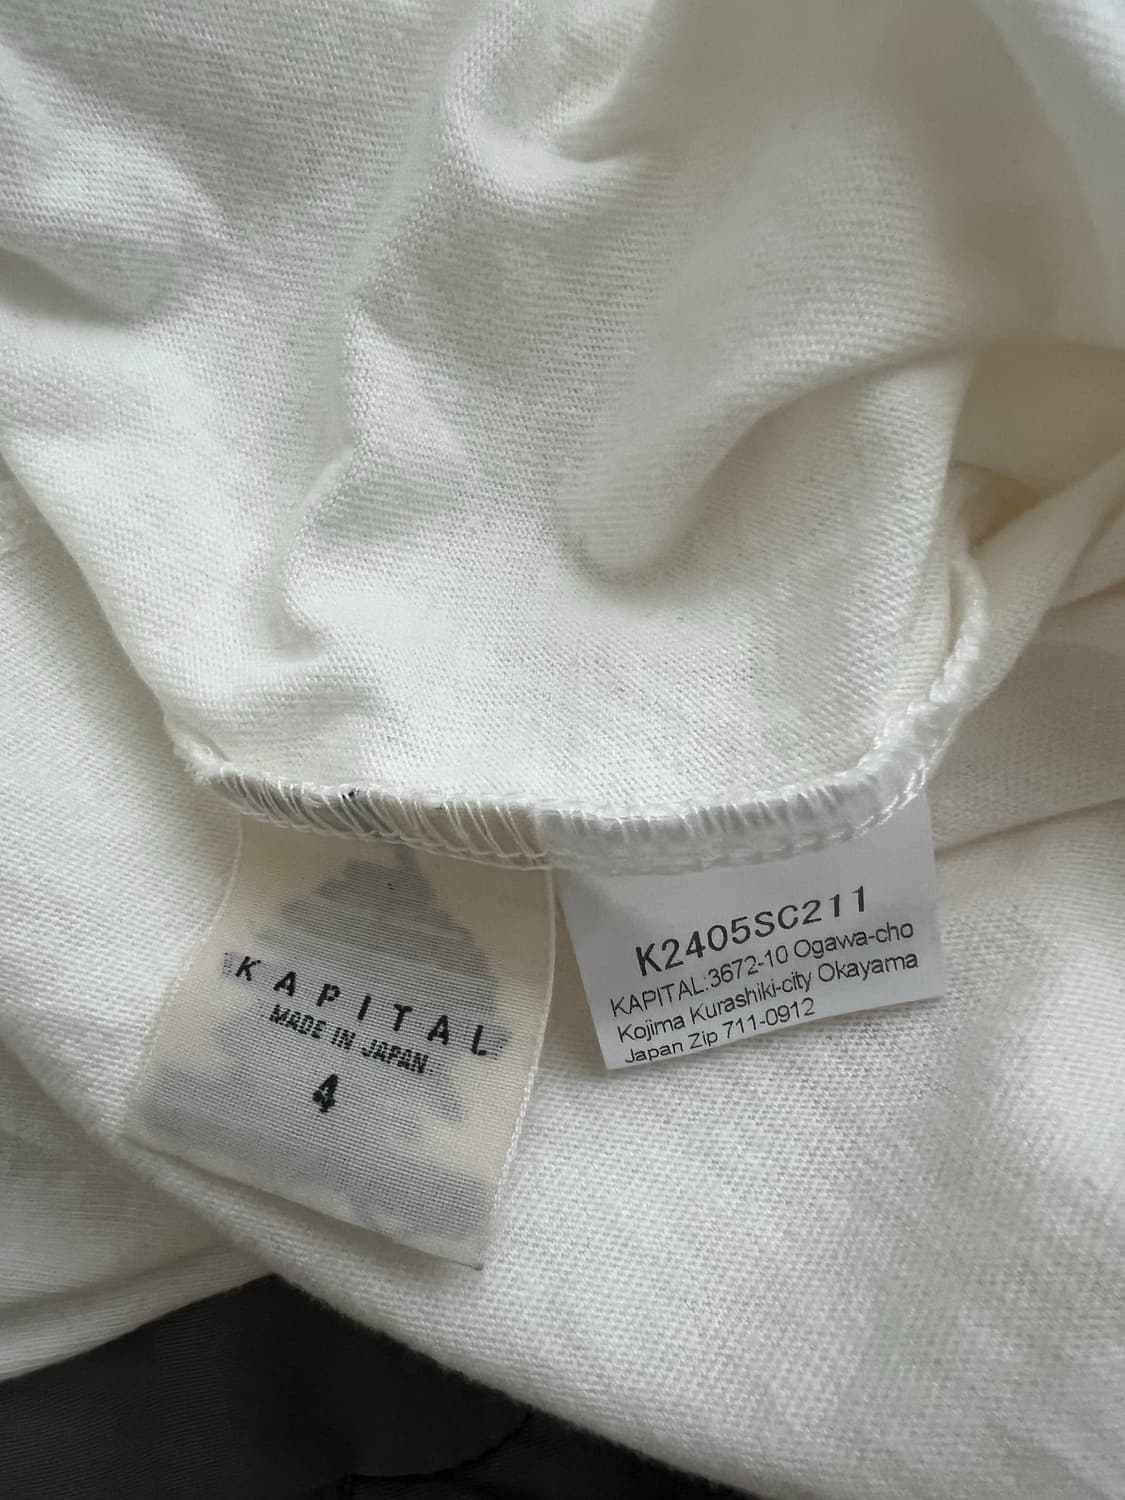 KAPITAL
MADE IN JAPAN
4
K2405SC211
KAPITAL:3672-10 Ogawa-cho
Kojima Kurashiki-city Okayama
Japan Zip 711-0912